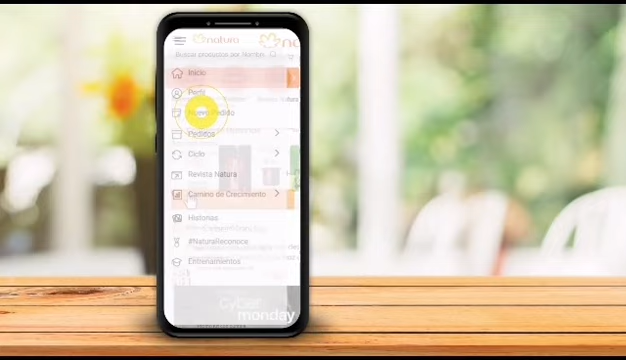 natura
Buscar productos por Nombre
Inicio
Perfil
Nuevo Pedido
Pedidos
Ciclo
Revista Natura
Camino de Crecimiento
Historias
#NaturaReconoce
Entrenamientos
Cyber
monday